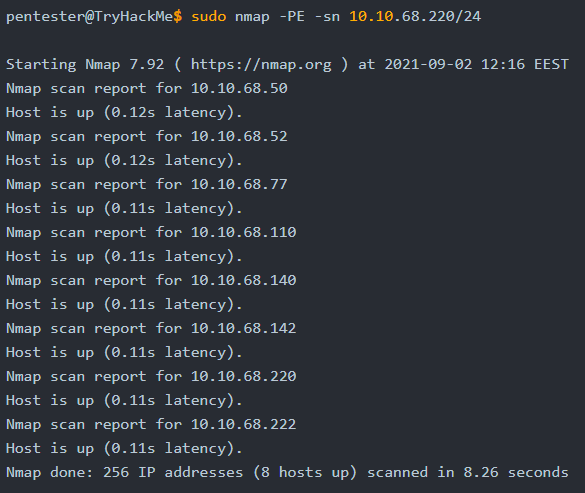 pentester@TryHackMe$ sudo nmap -PE -sn 10.10.68.220/24
Starting Nmap 7.92 ( https://nmap.org ) at 2021-09-02 12:16 EEST
Nmap scan report for 10.10.68.50
Host is up (0.12s latency).
Nmap scan report for 10.10.68.52
Host is up (0.12s latency).
Nmap scan report for 10.10.68.77
Host is up (0.11s latency).
Nmap scan report for 10.10.68.110
Host is up (0.11s latency).
Nmap scan report for 10.10.68.140
Host is up (0.11s latency).
Nmap scan report for 10.10.68.142
Host is up (0.11s latency).
Nmap scan report for 10.10.68.220
Host is up (0.11s latency).
Nmap scan report for 10.10.68.222
Host is up (0.11s latency).
Nmap done: 256 IP addresses (8 hosts up) scanned in 8.26 seconds